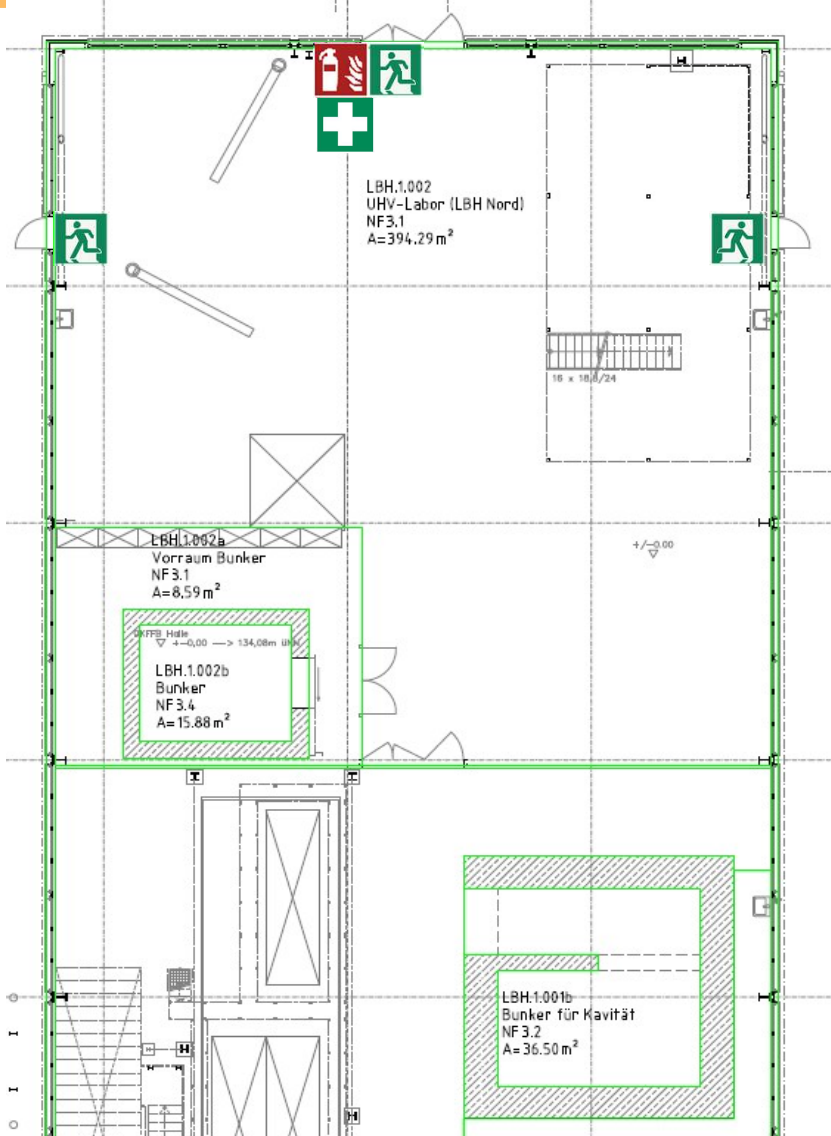 LBH.1.002
UHV-Labor (LBH Nord)
NF3.1
A=394.29m²
16 x 18,8/24
LBH.1.002a
Vorraum Bunker
NF3.1
A=8,59m²
+/-0.00
OKFFB Halle
+-0,00 —> 134,08m üNN
LBH.1.002b
Bunker
NF3.4
A=15.88m²
LBH.1.001b
Bunker für Kavität
NF3.2
A=36.50m²